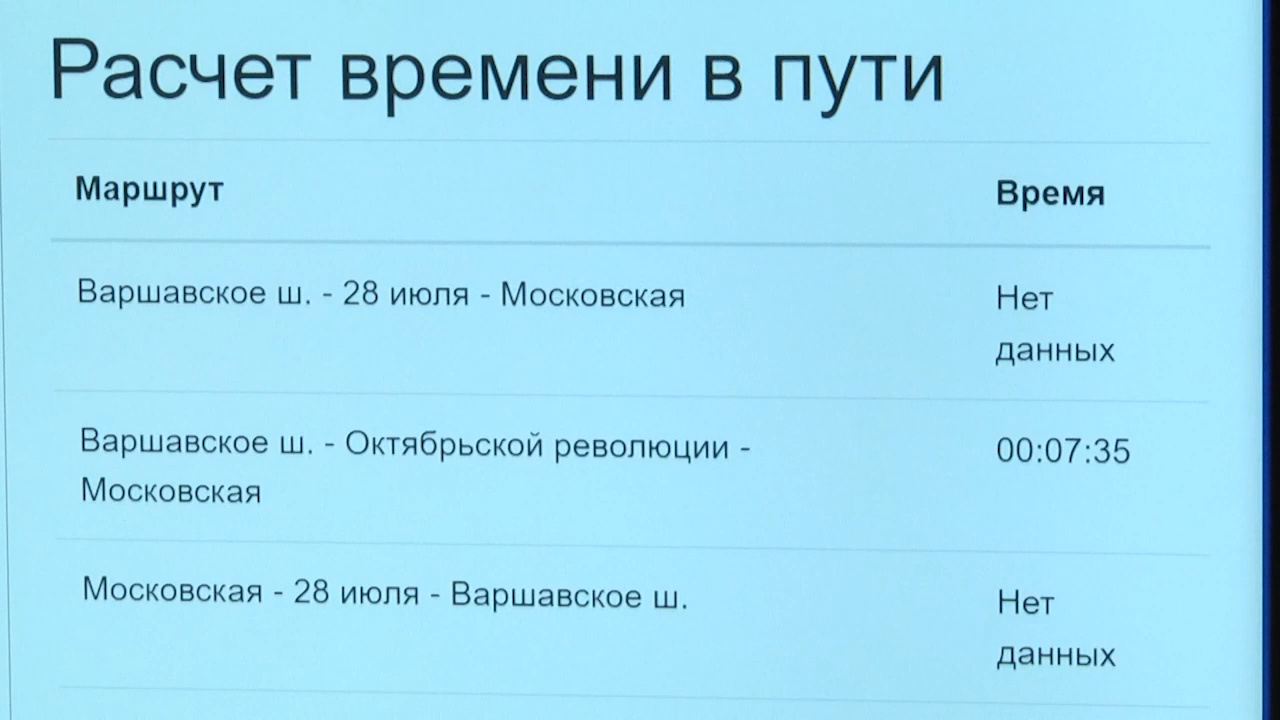 Расчет времени в пути
Маршрут Время
Варшавское ш. - 28 июля - Московская Нет
данных
Варшавское ш. - Октябрьской революции - 00:07:35
Московская
Московская - 28 июля - Варшавское ш. Нет
данных